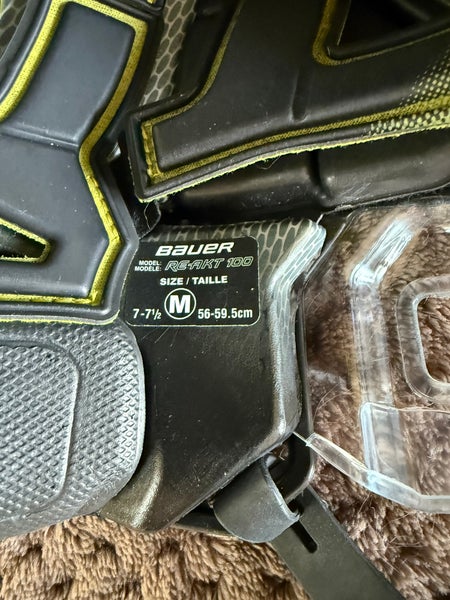 BAUER
MODEL:
MODÈLE: RE-AKT 100
SIZE / TAILLE
7-7½ M 56-59.5cm